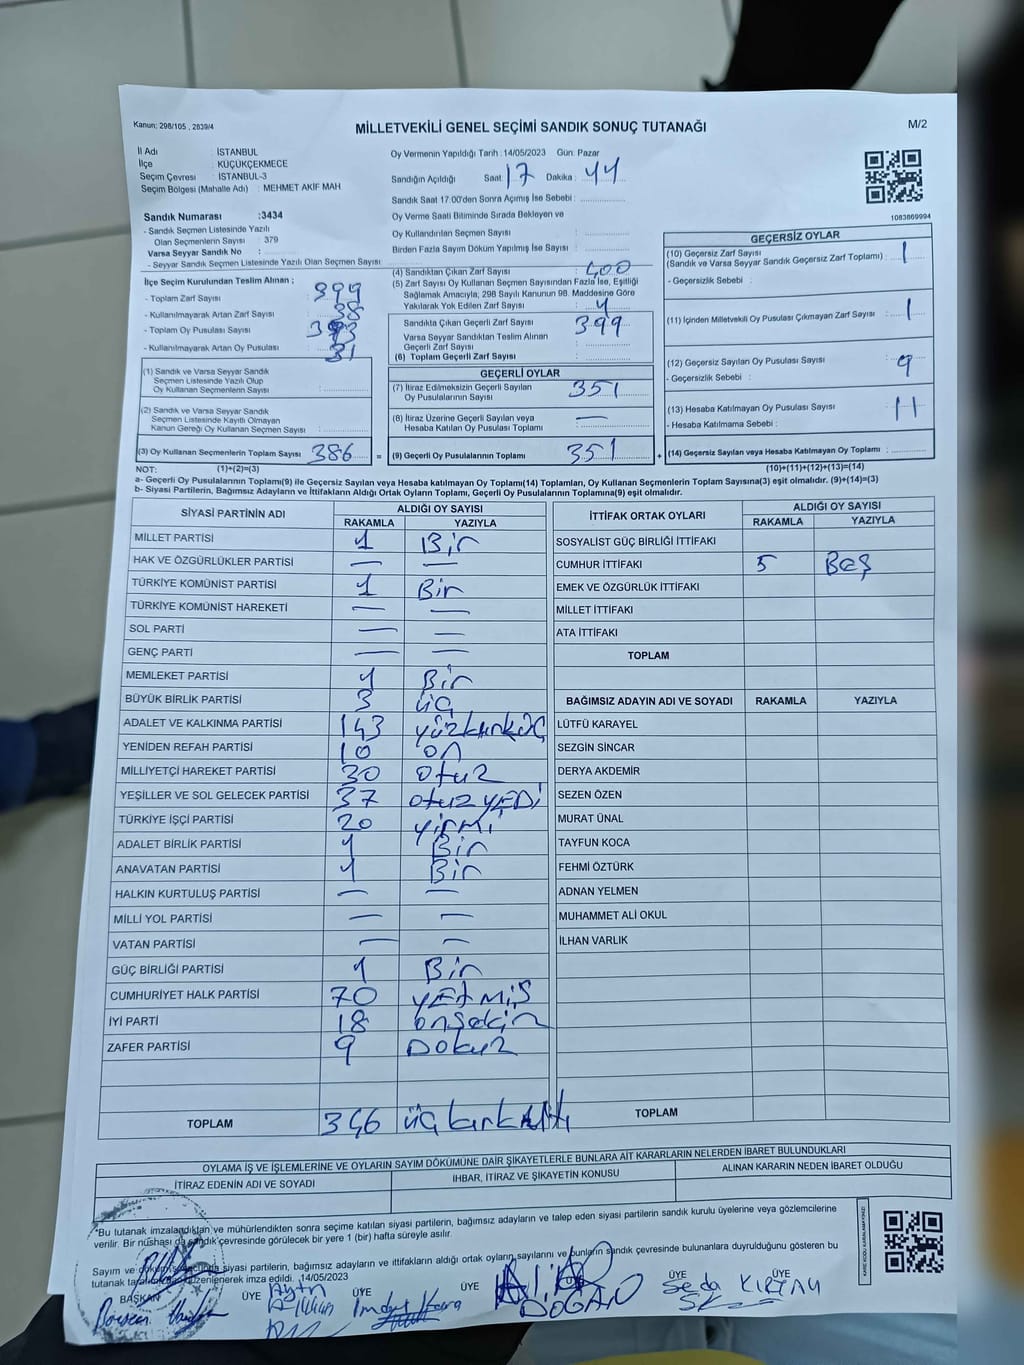 Kanun; 298/105 , 2839/4
MİLLETVEKİLİ GENEL SEÇİMİ SANDIK SONUÇ TUTANAĞI
M/2
İl Adı : İSTANBUL
İlçe : KÜÇÜKÇEKMECE
Seçim Çevresi : İSTANBUL-3
Seçim Bölgesi (Mahalle Adı) : MEHMET AKİF MAH
Oy Vermenin Yapıldığı Tarih : 14/05/2023 Gün: Pazar
Sandığın Açıldığı Saat : 17 Dakika : 44
Sandık Saat 17.00'den Sonra Açımış İse Sebebi :
Oy Verme Saati Bitiminde Sırada Bekleyen ve
Oy Kullandırılan Seçmen Sayısı :
Birden Fazla Sayım Döküm Yapılmış İse Sayısı :
1083869994
Sandık Numarası :3434
- Sandık Seçmen Listesinde Yazılı
Olan Seçmenlerin Sayısı : 379
Varsa Seyyar Sandık No :
- Seyyar Sandık Seçmen Listesinde Yazılı Olan Seçmen Sayısı :
İlçe Seçim Kurulundan Teslim Alınan ;
- Toplam Zarf Sayısı : 399
- Kullanılmayarak Artan Zarf Sayısı : 38
- Toplam Oy Pusulası Sayısı :
- Kullanılmayarak Artan Oy Pusulası : 31
(1) Sandık ve Varsa Seyyar Sandık
Seçmen Listesinde Yazılı Olup
Oy Kullanan Seçmenlerin Sayısı :
(2) Sandık ve Varsa Seyyar Sandık
Seçmen Listesinde Kayıtlı Olmayan
Kanun Gereği Oy Kullanan Seçmen Sayısı :
(3) Oy Kullanan Seçmenlerin Toplam Sayısı : 386
(4) Sandıktan Çıkan Zarf Sayısı : 400
(5) Zarf Sayısı Oy Kullanan Seçmen Sayısından Fazla İse, Eşitliği
Sağlamak Amacıyla, 298 Sayılı Kanunun 98. Maddesine Göre
Yakılarak Yok Edilen Zarf Sayısı : 1
Sandıkta Çıkan Geçerli Zarf Sayısı : 399
Varsa Seyyar Sandıktan Teslim Alınan
Geçerli Zarf Sayısı :
(6) Toplam Geçerli Zarf Sayısı :
GEÇERLİ OYLAR
(7) İtiraz Edilmeksizin Geçerli Sayılan
Oy Pusulalarının Sayısı : 351
(8) İtiraz Üzerine Geçerli Sayılan veya
Hesaba Katılan Oy Pusulası Toplamı : —
(9) Geçerli Oy Pusulalarının Toplamı : 351
GEÇERSİZ OYLAR
(10) Geçersiz Zarf Sayısı
(Sandık ve Varsa Seyyar Sandık Geçersiz Zarf Toplamı) : 1
- Geçersizlik Sebebi :
(11) İçinden Milletvekili Oy Pusulası Çıkmayan Zarf Sayısı : 1
(12) Geçersiz Sayılan Oy Pusulası Sayısı : 9
- Geçersizlik Sebebi :
(13) Hesaba Katılmayan Oy Pusulası Sayısı : 11
- Hesaba Katılmama Sebebi :
(14) Geçersiz Sayılan veya Hesaba Katılmayan Oy Toplamı :
NOT: (1)+(2)=(3) (10)+(11)+(12)+(13)=(14)
a- Geçerli Oy Pusulalarının Toplamı(9) ile Geçersiz Sayılan veya Hesaba katılmayan Oy Toplamı(14) Toplamları, Oy Kullanan Seçmenlerin Toplam Sayısına(3) eşit olmalıdır. (9)+(14)=(3)
b- Siyasi Partilerin, Bağımsız Adayların ve İttifakların Aldığı Ortak Oyların Toplamı, Geçerli Oy Pusulalarının Toplamına(9) eşit olmalıdır.
SİYASİ PARTİNİN ADI ALDIĞI OY SAYISI
RAKAMLA YAZIYLA
MİLLET PARTİSİ 1 Bir
HAK VE ÖZGÜRLÜKLER PARTİSİ — —
TÜRKİYE KOMÜNİST PARTİSİ 1 Bir
TÜRKİYE KOMÜNİST HAREKETİ — —
SOL PARTİ — —
GENÇ PARTİ — —
MEMLEKET PARTİSİ 1 Bir
BÜYÜK BİRLİK PARTİSİ 3 üç
ADALET VE KALKINMA PARTİSİ 143 yüzkırküç
YENİDEN REFAH PARTİSİ 10 on
MİLLİYETÇİ HAREKET PARTİSİ 30 otuz
YEŞİLLER VE SOL GELECEK PARTİSİ 37 otuz YEDİ
TÜRKİYE İŞÇİ PARTİSİ 20 yirmi
ADALET BİRLİK PARTİSİ 1 Bir
ANAVATAN PARTİSİ 1 Bir
HALKIN KURTULUŞ PARTİSİ — —
MİLLİ YOL PARTİSİ — —
VATAN PARTİSİ — —
GÜÇ BİRLİĞİ PARTİSİ 1 Bir
CUMHURİYET HALK PARTİSİ 70 YETMİŞ
İYİ PARTİ 18 onsekiz
ZAFER PARTİSİ 9 Dokuz
TOPLAM 346 üç kırkAltı
İTTİFAK ORTAK OYLARI ALDIĞI OY SAYISI
RAKAMLA YAZIYLA
SOSYALİST GÜÇ BİRLİĞİ İTTİFAKI
CUMHUR İTTİFAKI 5 Beş
EMEK VE ÖZGÜRLÜK İTTİFAKI
MİLLET İTTİFAKI
ATA İTTİFAKI
TOPLAM
BAĞIMSIZ ADAYIN ADI VE SOYADI RAKAMLA YAZIYLA
LÜTFÜ KARAYEL
SEZGİN SİNCAR
DERYA AKDEMİR
SEZEN ÖZEN
MURAT ÜNAL
TAYFUN KOCA
FEHMİ ÖZTÜRK
ADNAN YELMEN
MUHAMMET ALİ OKUL
İLHAN VARLIK
TOPLAM
OYLAMA İŞ VE İŞLEMLERİNE VE OYLARIN SAYIM DÖKÜMÜNE DAİR ŞİKAYETLERLE BUNLARA AİT KARARLARIN NELERDEN İBARET BULUNDUKLARI
İTİRAZ EDENİN ADI VE SOYADI
İHBAR, İTİRAZ VE ŞİKAYETİN KONUSU
ALINAN KARARIN NEDEN İBARET OLDUĞU
*Bu tutanak imzalandıktan ve mühürlendikten sonra seçime katılan siyasi partilerin, bağımsız adayların ve talep eden siyasi partilerin sandık kurulu üyelerine veya gözlemcilerine
verilir. Bir nüshası da sandık çevresinde görülecek bir yere 1 (bir) hafta süreyle asılır.
Sayım ve siyasi partilerin, bağımsız adayların ve ittifakların aldığı ortak oyların sayılarını ve bunların sandık çevresinde bulunanlara duyrulduğunu gösteren bu
tutanak düzenlenerek imza edildi. 14/05/2023
BAŞKAN ÜYE ÜYE ÜYE ÜYE ÜYE
DOĞAN
Seda
KAREKODU KARALAMAYINIZ!